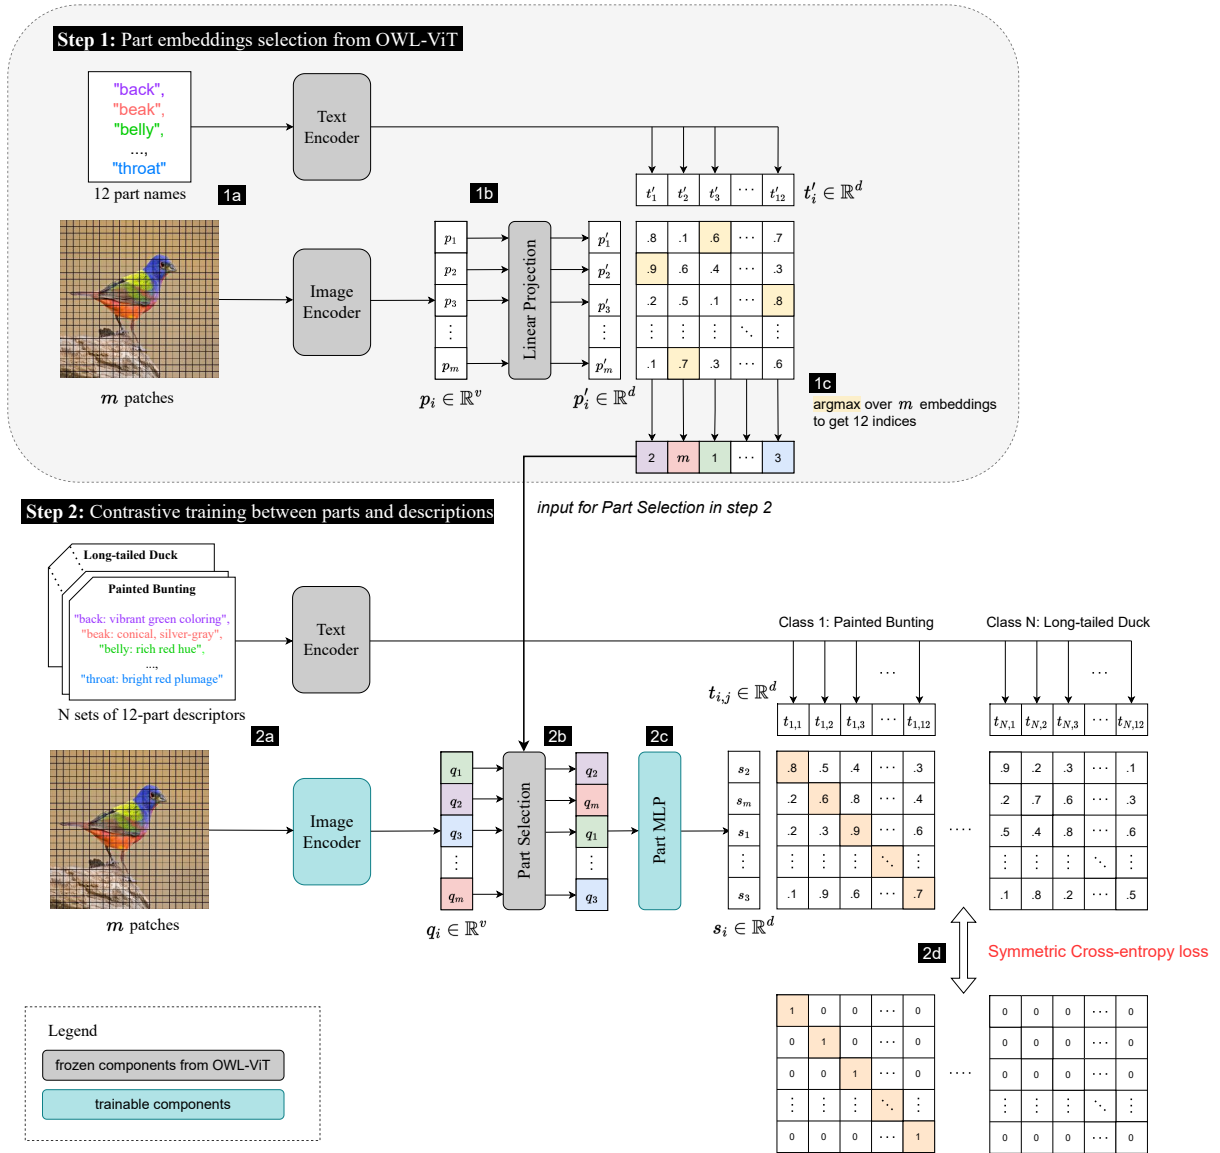 Step 1: Part embeddings selection from OWL-ViT
"back",
"beak",
"belly",
...,
"throat"
12 part names
Text
Encoder
1a
1b
t′1 t′2 t′3 ⋯ t′12
t′i ∈ ℝ^d
m patches
Image
Encoder
p1
p2
p3
⋮
pm
pi ∈ ℝ^v
Linear Projection
p′1
p′2
p′3
⋮
p′m
p′i ∈ ℝ^d
.8 .1 .6 ⋯ .7
.9 .6 .4 ⋯ .3
.2 .5 .1 ⋯ .8
⋮ ⋮ ⋮ ⋱ ⋮
.1 .7 .3 ⋯ .6
1c
argmax over m embeddings
to get 12 indices
2 m 1 ⋯ 3
input for Part Selection in step 2
Step 2: Contrastive training between parts and descriptions
Long-tailed Duck
Painted Bunting
"back: vibrant green coloring",
"beak: conical, silver-gray",
"belly: rich red hue",
...,
"throat: bright red plumage"
N sets of 12-part descriptors
Text
Encoder
Class 1: Painted Bunting
Class N: Long-tailed Duck
⋯
⋯
ti,j ∈ ℝ^d
t1,1 t1,2 t1,3 ⋯ t1,12
tN,1 tN,2 tN,3 ⋯ tN,12
2a
2b
2c
m patches
Image
Encoder
q1
q2
q3
⋮
qm
qi ∈ ℝ^v
Part Selection
q2
qm
q1
⋮
q3
Part MLP
s2
sm
s1
⋮
s3
si ∈ ℝ^d
.8 .5 .4 ⋯ .3
.2 .6 .8 ⋯ .4
.2 .3 .9 ⋯ .6
⋮ ⋮ ⋮ ⋱ ⋮
.1 .9 .6 ⋯ .7
....
.9 .2 .3 ⋯ .1
.2 .7 .6 ⋯ .3
.5 .4 .8 ⋯ .6
⋮ ⋮ ⋮ ⋱ ⋮
.1 .8 .2 ⋯ .5
2d
Symmetric Cross-entropy loss
1 0 0 ⋯ 0
0 1 0 ⋯ 0
0 0 1 ⋯ 0
⋮ ⋮ ⋮ ⋱ ⋮
0 0 0 ⋯ 1
....
0 0 0 ⋯ 0
0 0 0 ⋯ 0
0 0 0 ⋯ 0
⋮ ⋮ ⋮ ⋱ ⋮
0 0 0 ⋯ 0
Legend
frozen components from OWL-ViT
trainable components